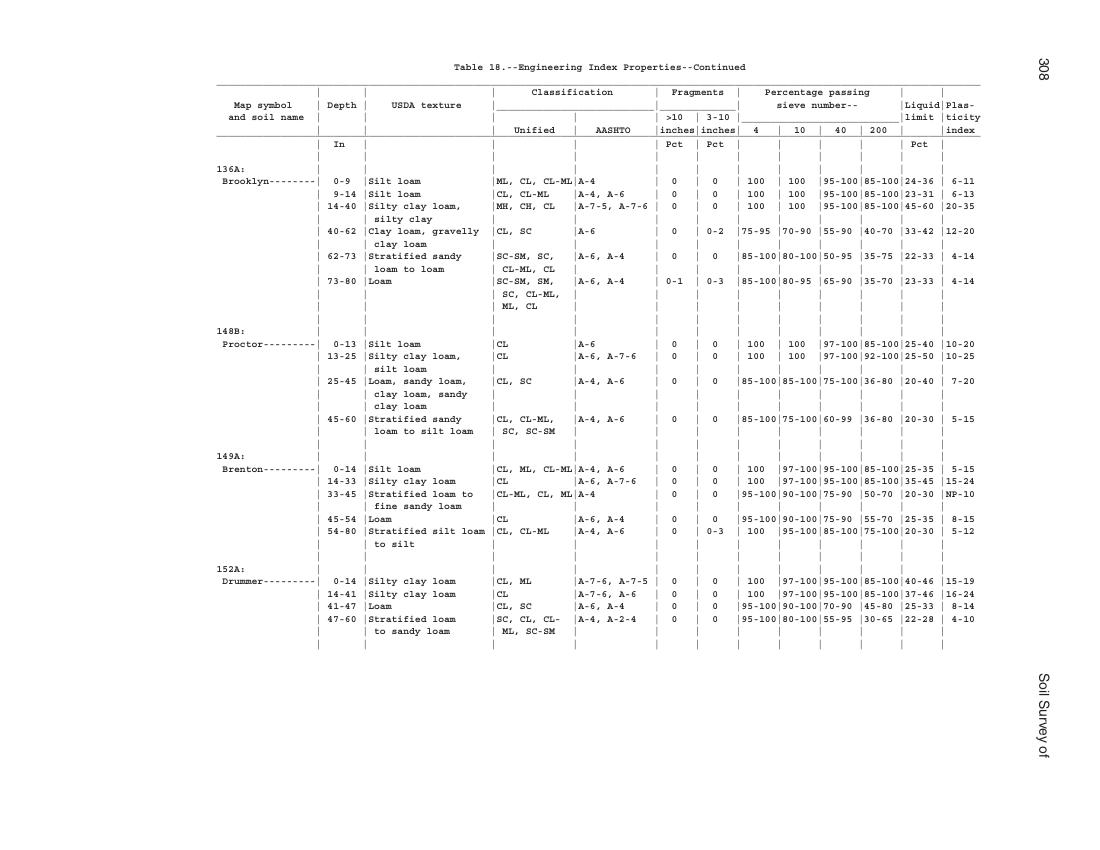 308
Table 18.--Engineering Index Properties--Continued
| | | Classification | Fragments | Percentage passing | |
Map symbol | Depth | USDA texture | | | sieve number-- |Liquid|Plas-
and soil name | | | | | >10 | 3-10 | |limit |ticity
| | | Unified | AASHTO |inches|inches| 4 | 10 | 40 | 200 | |index
| In | | | | Pct | Pct | | | | | Pct |
136A:
Brooklyn--------| 0-9 |Silt loam |ML, CL, CL-ML|A-4 | 0 | 0 | 100 | 100 |95-100|85-100|24-36 | 6-11
| 9-14 |Silt loam |CL, CL-ML |A-4, A-6 | 0 | 0 | 100 | 100 |95-100|85-100|23-31 | 6-13
| 14-40 |Silty clay loam, |MH, CH, CL |A-7-5, A-7-6 | 0 | 0 | 100 | 100 |95-100|85-100|45-60 |20-35
| | silty clay
| 40-62 |Clay loam, gravelly |CL, SC |A-6 | 0 | 0-2 |75-95 |70-90 |55-90 |40-70 |33-42 |12-20
| | clay loam
| 62-73 |Stratified sandy |SC-SM, SC, |A-6, A-4 | 0 | 0 |85-100|80-100|50-95 |35-75 |22-33 | 4-14
| | loam to loam | CL-ML, CL
| 73-80 |Loam |SC-SM, SM, |A-6, A-4 | 0-1 | 0-3 |85-100|80-95 |65-90 |35-70 |23-33 | 4-14
| | | SC, CL-ML,
| | | ML, CL
148B:
Proctor---------| 0-13 |Silt loam |CL |A-6 | 0 | 0 | 100 | 100 |97-100|85-100|25-40 |10-20
| 13-25 |Silty clay loam, |CL |A-6, A-7-6 | 0 | 0 | 100 | 100 |97-100|92-100|25-50 |10-25
| | silt loam
| 25-45 |Loam, sandy loam, |CL, SC |A-4, A-6 | 0 | 0 |85-100|85-100|75-100|36-80 |20-40 | 7-20
| | clay loam, sandy
| | clay loam
| 45-60 |Stratified sandy |CL, CL-ML, |A-4, A-6 | 0 | 0 |85-100|75-100|60-99 |36-80 |20-30 | 5-15
| | loam to silt loam | SC, SC-SM
149A:
Brenton---------| 0-14 |Silt loam |CL, ML, CL-ML|A-4, A-6 | 0 | 0 | 100 |97-100|95-100|85-100|25-35 | 5-15
| 14-33 |Silty clay loam |CL |A-6, A-7-6 | 0 | 0 | 100 |97-100|95-100|85-100|35-45 |15-24
| 33-45 |Stratified loam to |CL-ML, CL, ML|A-4 | 0 | 0 |95-100|90-100|75-90 |50-70 |20-30 |NP-10
| | fine sandy loam
| 45-54 |Loam |CL |A-6, A-4 | 0 | 0 |95-100|90-100|75-90 |55-70 |25-35 | 8-15
| 54-80 |Stratified silt loam |CL, CL-ML |A-4, A-6 | 0 | 0-3 | 100 |95-100|85-100|75-100|20-30 | 5-12
| | to silt
152A:
Drummer---------| 0-14 |Silty clay loam |CL, ML |A-7-6, A-7-5 | 0 | 0 | 100 |97-100|95-100|85-100|40-46 |15-19
| 14-41 |Silty clay loam |CL |A-7-6, A-6 | 0 | 0 | 100 |97-100|95-100|85-100|37-46 |16-24
| 41-47 |Loam |CL, SC |A-6, A-4 | 0 | 0 |95-100|90-100|70-90 |45-80 |25-33 | 8-14
| 47-60 |Stratified loam |SC, CL, CL- |A-4, A-2-4 | 0 | 0 |95-100|80-100|55-95 |30-65 |22-28 | 4-10
| | to sandy loam | ML, SC-SM
Soil Survey of